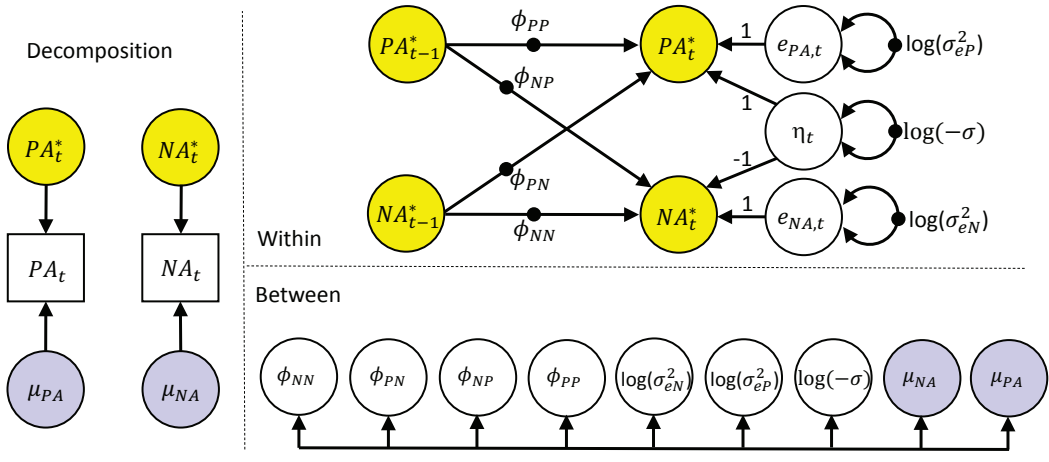 Decomposition
PA*t
NA*t
PAt
NAt
μPA
μNA
PA*t−1
ϕPP
PA*t
1
ePA,t
log(σ²eP)
ϕNP
1
ηt
log(−σ)
-1
ϕPN
NA*t−1
ϕNN
NA*t
1
eNA,t
log(σ²eN)
Within
Between
ϕNN
ϕPN
ϕNP
ϕPP
log(σ²eN)
log(σ²eP)
log(−σ)
μNA
μPA